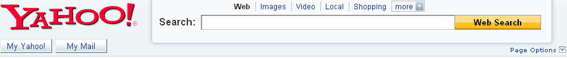 YAHOO!
Web | Images | Video | Local | Shopping | more
Search: Web Search
My Yahoo! My Mail
Page Options